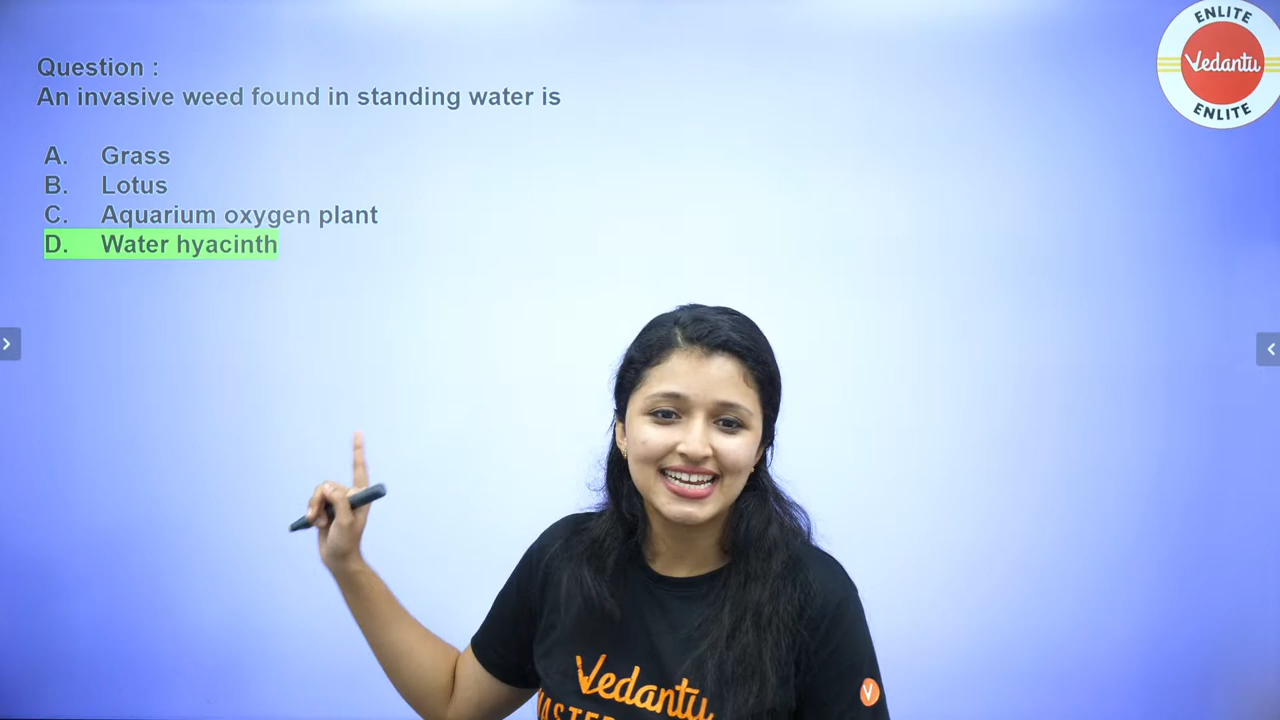 Question :
An invasive weed found in standing water is
A. Grass
B. Lotus
C. Aquarium oxygen plant
D. Water hyacinth
ENLITE
Vedantu
ENLITE
Vedantu
V